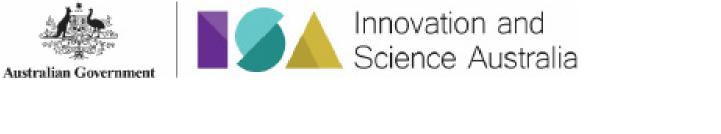 Australian Government
ISA
Innovation and
Science Australia